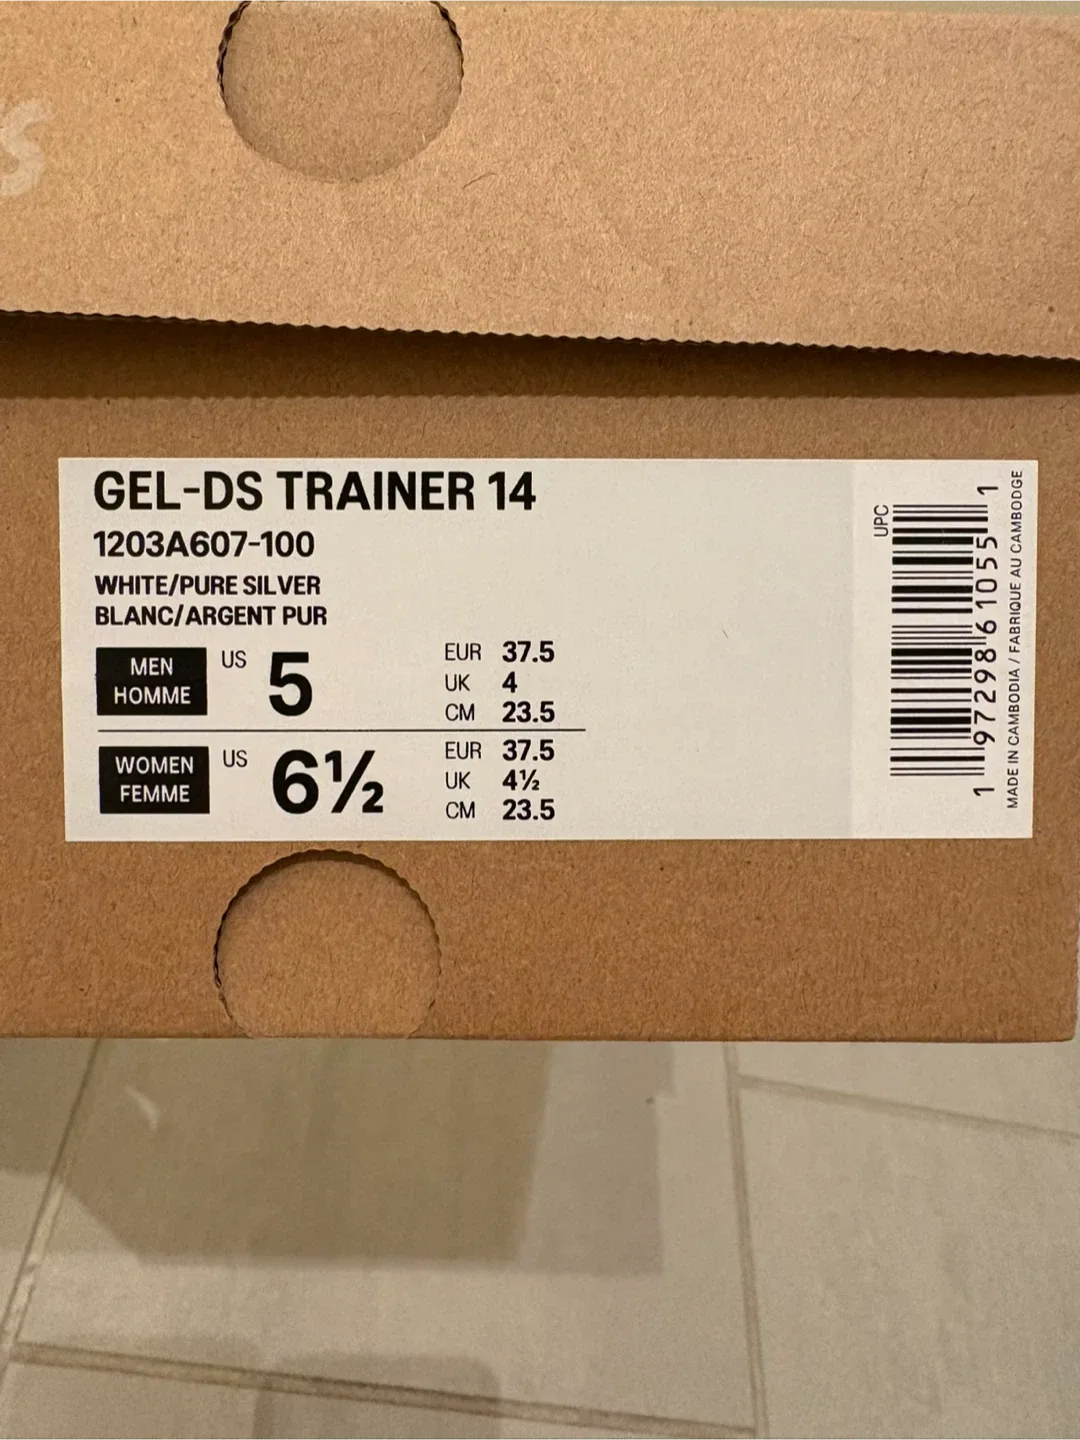 s
GEL-DS TRAINER 14
1203A607-100
WHITE/PURE SILVER
BLANC/ARGENT PUR
MEN
HOMME
US 5
EUR 37.5
UK 4
CM 23.5
WOMEN
FEMME
US 6½
EUR 37.5
UK 4½
CM 23.5
UPC
1 97298 61055 1
MADE IN CAMBODIA / FABRIQUE AU CAMBODGE